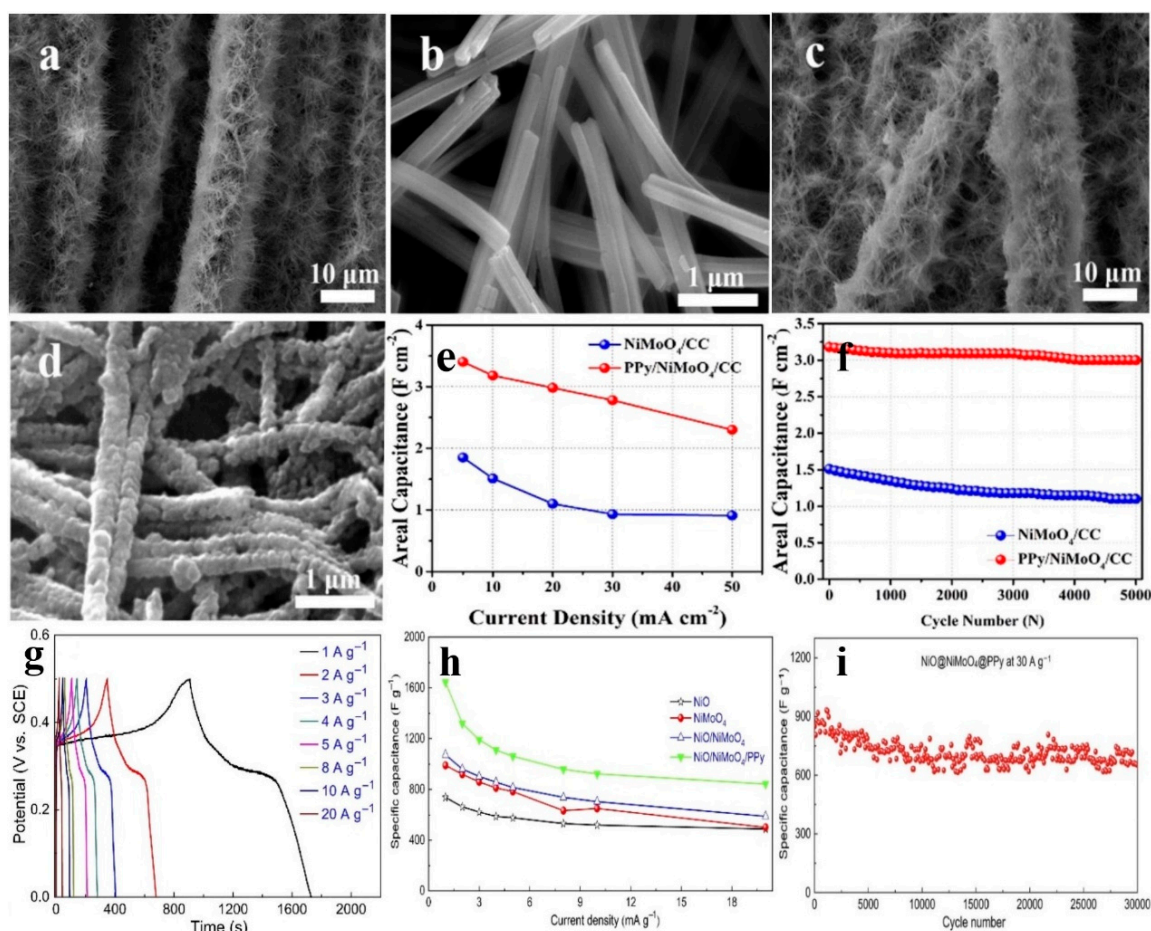 a
10 μm
b
1 μm
c
10 μm
d
1 μm
e
NiMoO₄/CC
PPy/NiMoO₄/CC
Areal Capacitance (F cm⁻²)
4
3
2
1
0
0 10 20 30 40 50
Current Density (mA cm⁻²)
f
NiMoO₄/CC
PPy/NiMoO₄/CC
Areal Capacitance (F cm⁻²)
3.5
3.0
2.5
2.0
1.5
1.0
0.5
0.0
0 1000 2000 3000 4000 5000
Cycle Number (N)
g
1 A g⁻¹
2 A g⁻¹
3 A g⁻¹
4 A g⁻¹
5 A g⁻¹
8 A g⁻¹
10 A g⁻¹
20 A g⁻¹
Potential (V vs. SCE)
0.6
0.4
0.2
0.0
0 400 800 1200 1600 2000
Time (s)
h
NiO
NiMoO₄
NiO/NiMoO₄
NiO/NiMoO₄/PPy
Specific capacitance (F g⁻¹)
2000
1600
1200
800
400
0
0 3 6 9 12 15 18
Current density (mA g⁻¹)
i
NiO@NiMoO₄@PPy at 30 A g⁻¹
Specific capacitance (F g⁻¹)
1200
900
600
300
0
0 5000 10000 15000 20000 25000 30000
Cycle number